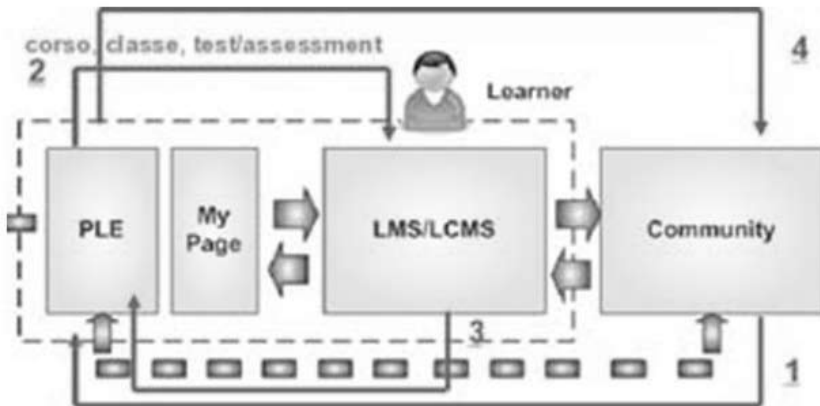 corso, classe, test/assessment
2
4
Learner
PLE
My
Page
LMS/LCMS
Community
3
1